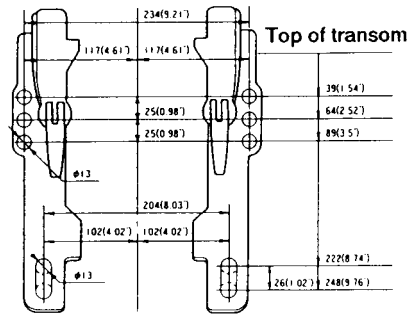 234(9.21")
Top of transom
117(4.61") 117(4.61")
39(1.54")
25(0.98") 64(2.52")
25(0.98") 89(3.5")
φ13
204(8.03")
102(4.02") 102(4.02")
222(8.74")
φ13 26(1.02") 248(9.76")